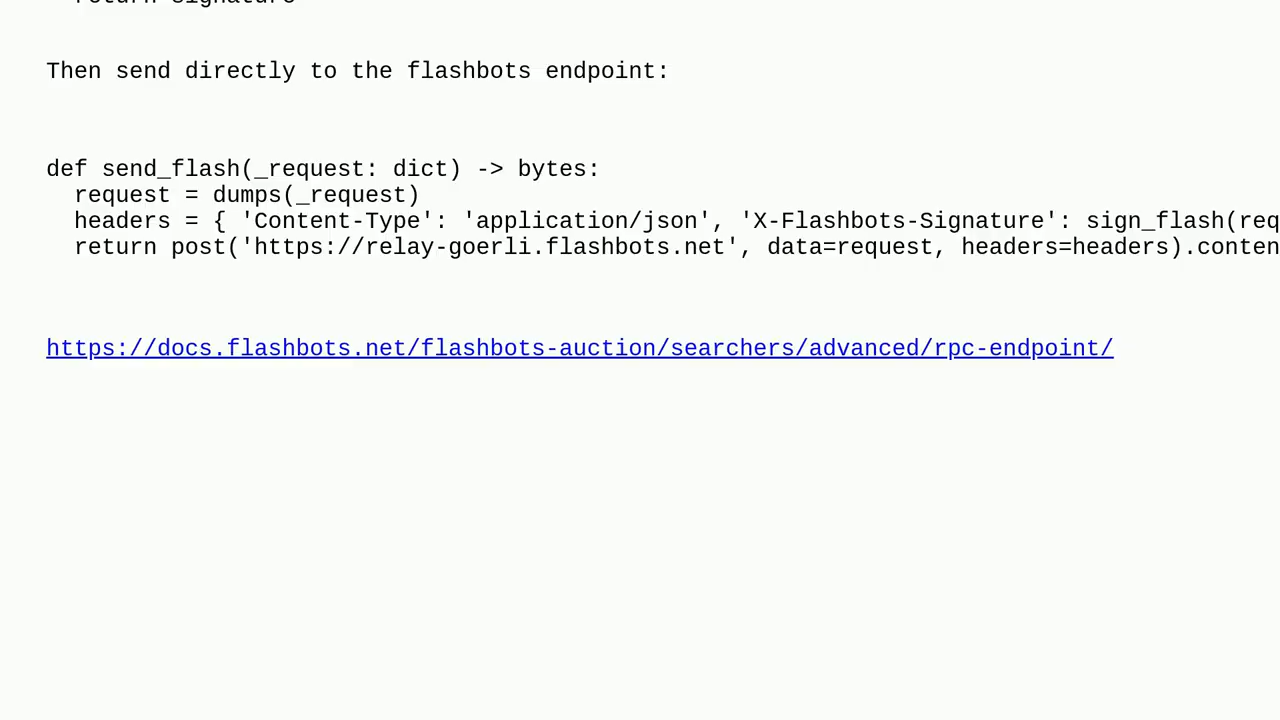 return signature
Then send directly to the flashbots endpoint:
def send_flash(_request: dict) -> bytes:
  request = dumps(_request)
  headers = { 'Content-Type': 'application/json', 'X-Flashbots-Signature': sign_flash(req
  return post('https://relay-goerli.flashbots.net', data=request, headers=headers).conten
https://docs.flashbots.net/flashbots-auction/searchers/advanced/rpc-endpoint/